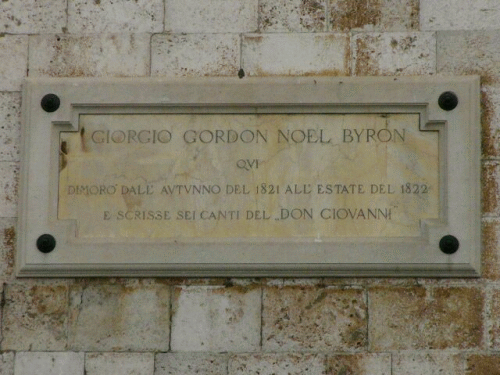 GIORGIO GORDON NOEL BYRON
QVI
DIMORÒ DALL' AVTVNNO DEL 1821 ALL' ESTATE DEL 1822
E SCRISSE SEI CANTI DEL „DON GIOVANNI